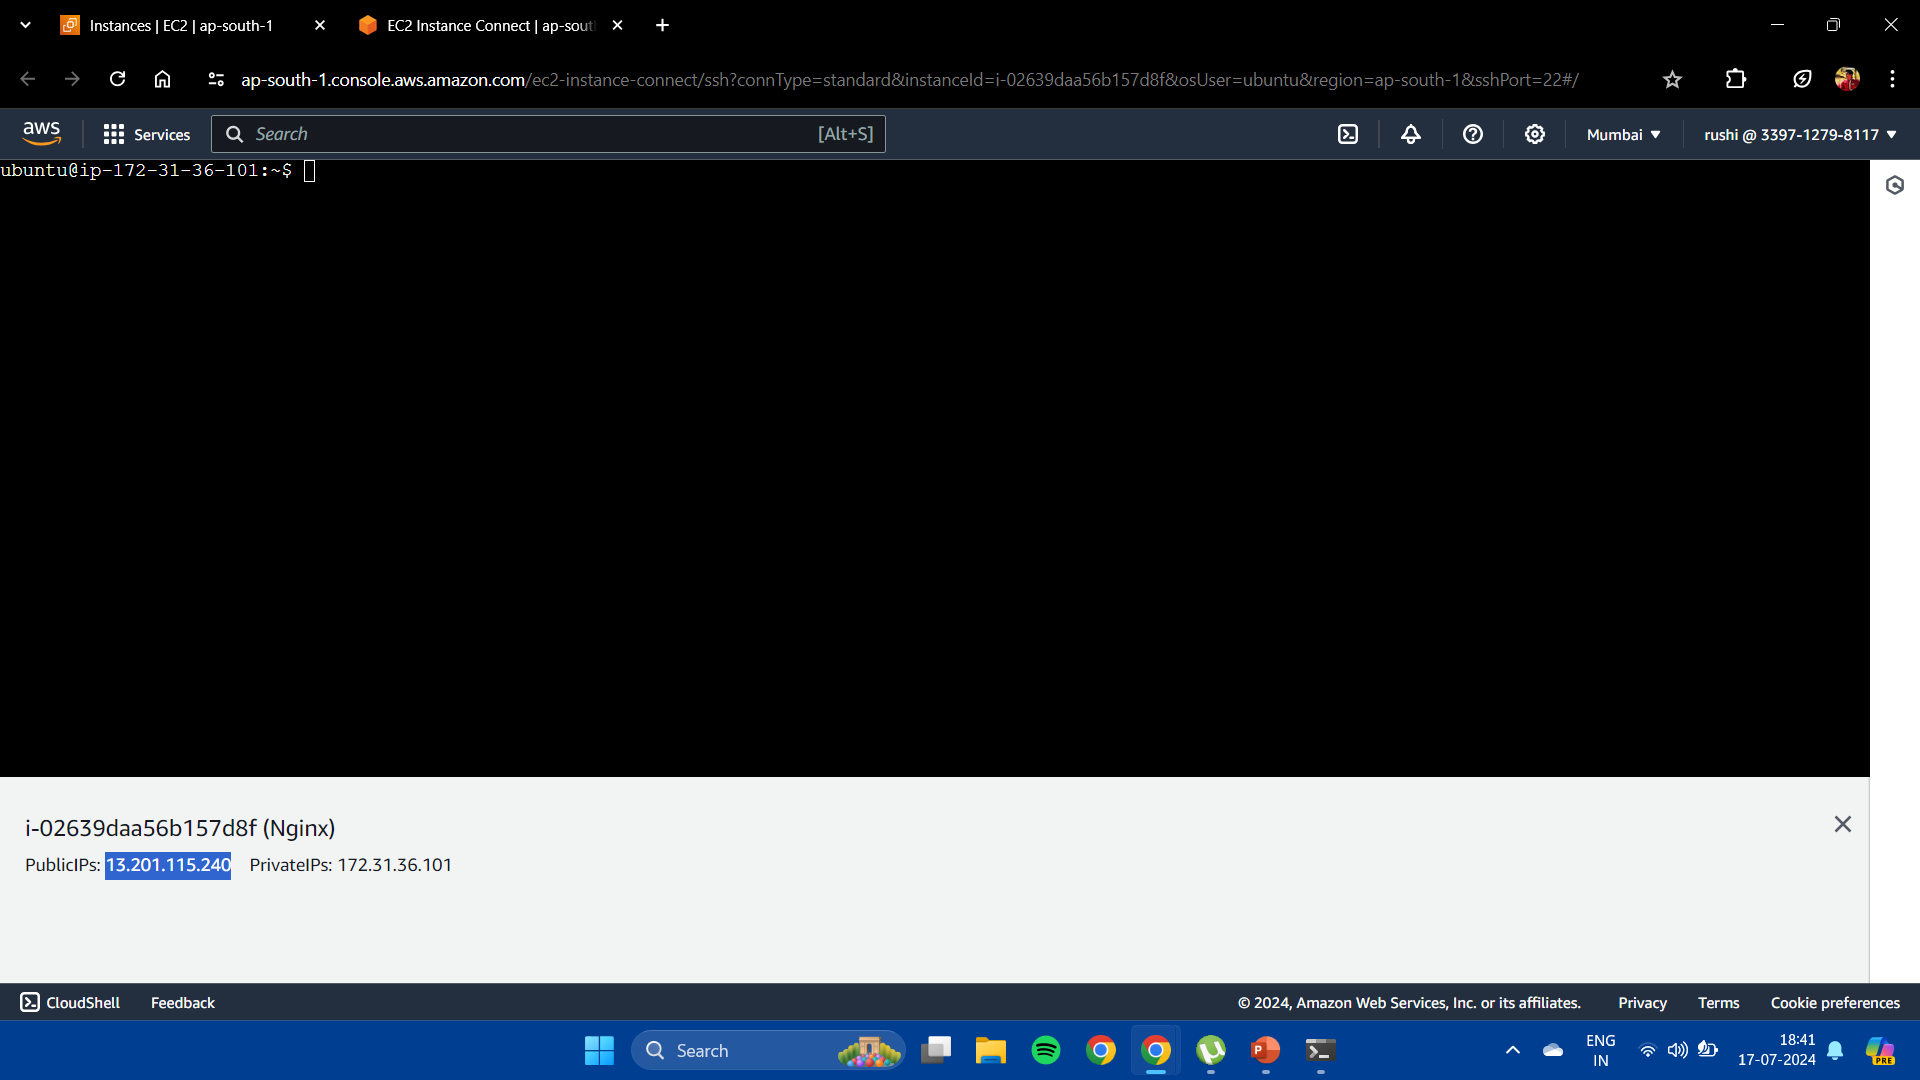 Instances | EC2 | ap-south-1
EC2 Instance Connect | ap-sout
ap-south-1.console.aws.amazon.com/ec2-instance-connect/ssh?connType=standard&instanceId=i-02639daa56b157d8f&osUser=ubuntu&region=ap-south-1&sshPort=22#/
aws
Services
Search
[Alt+S]
Mumbai
rushi @ 3397-1279-8117
ubuntu@ip-172-31-36-101:~$
i-02639daa56b157d8f (Nginx)
PublicIPs: 13.201.115.240 PrivateIPs: 172.31.36.101
CloudShell
Feedback
© 2024, Amazon Web Services, Inc. or its affiliates.
Privacy
Terms
Cookie preferences
Search
P
ENG
IN
18:41
17-07-2024
PRE